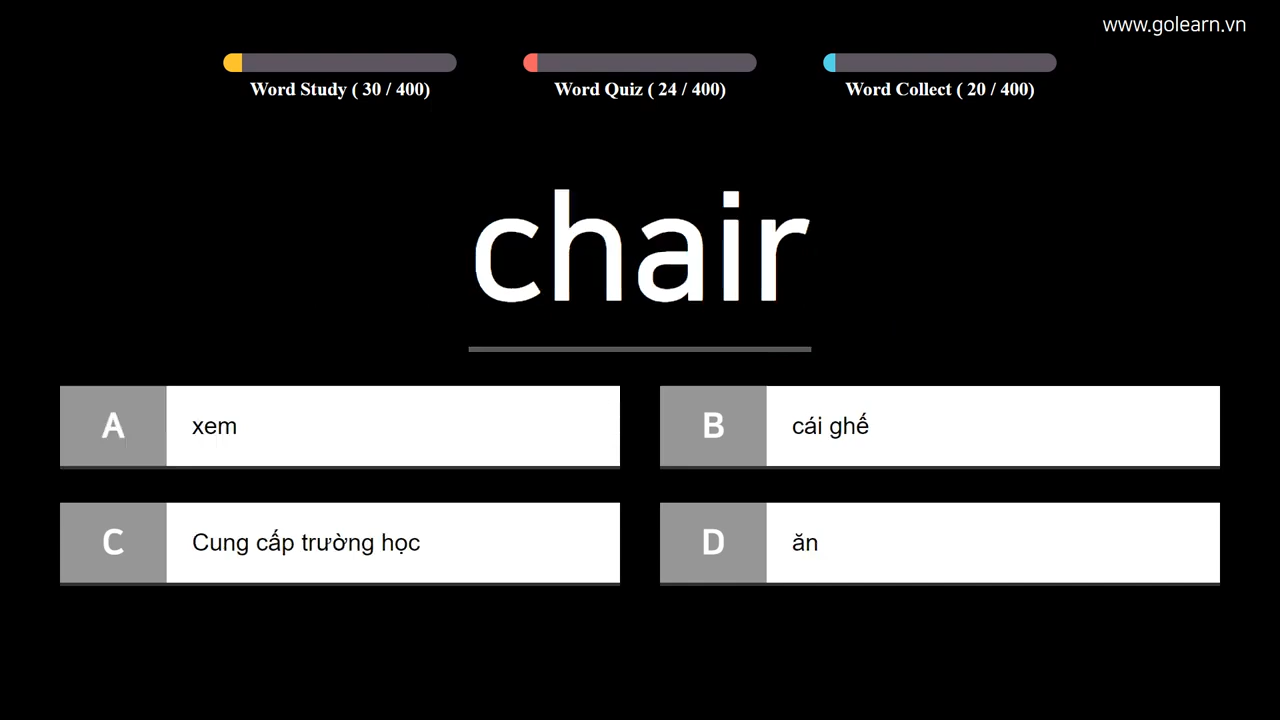 www.golearn.vn
Word Study ( 30 / 400)
Word Quiz ( 24 / 400)
Word Collect ( 20 / 400)
chair
A xem
B cái ghế
C Cung cấp trường học
D ăn